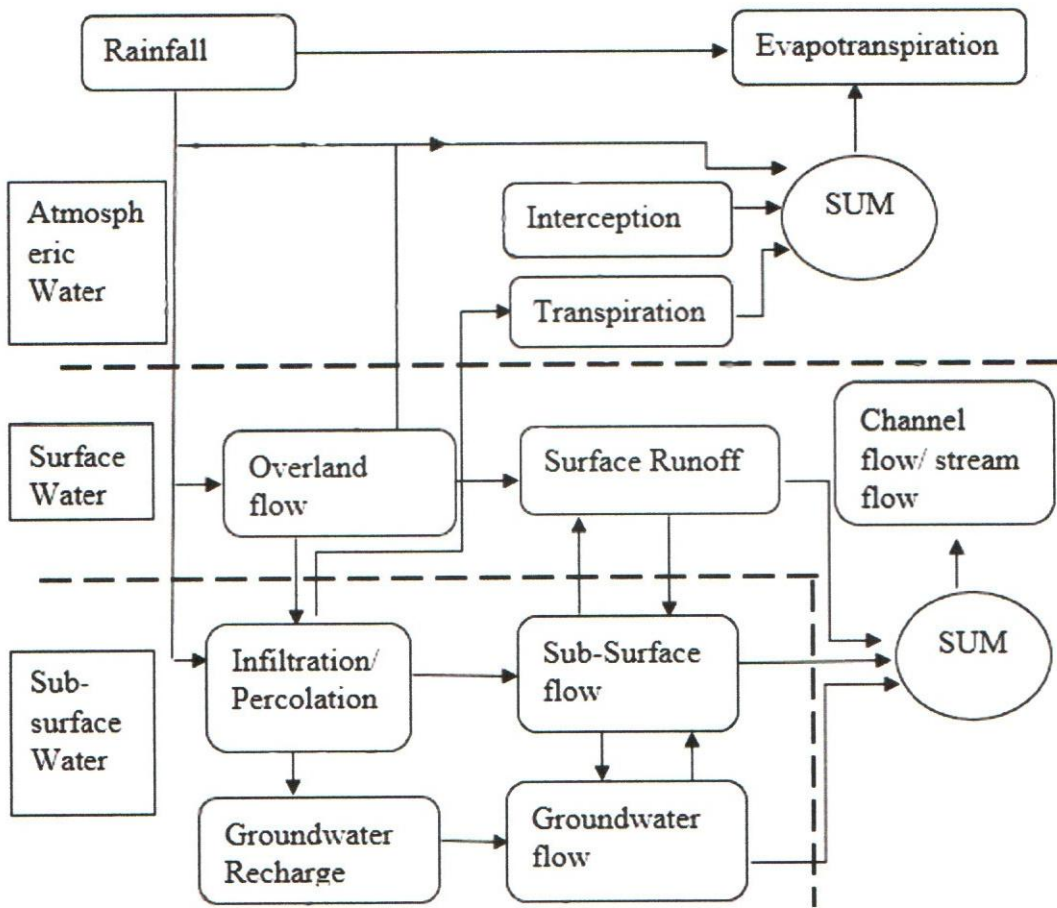 Rainfall
Evapotranspiration
Atmosph
eric
Water
Interception
SUM
Transpiration
Surface
Water
Overland
flow
Surface Runoff
Channel
flow/ stream
flow
Sub-
surface
Water
Infiltration/
Percolation
Sub-Surface
flow
SUM
Groundwater
Recharge
Groundwater
flow